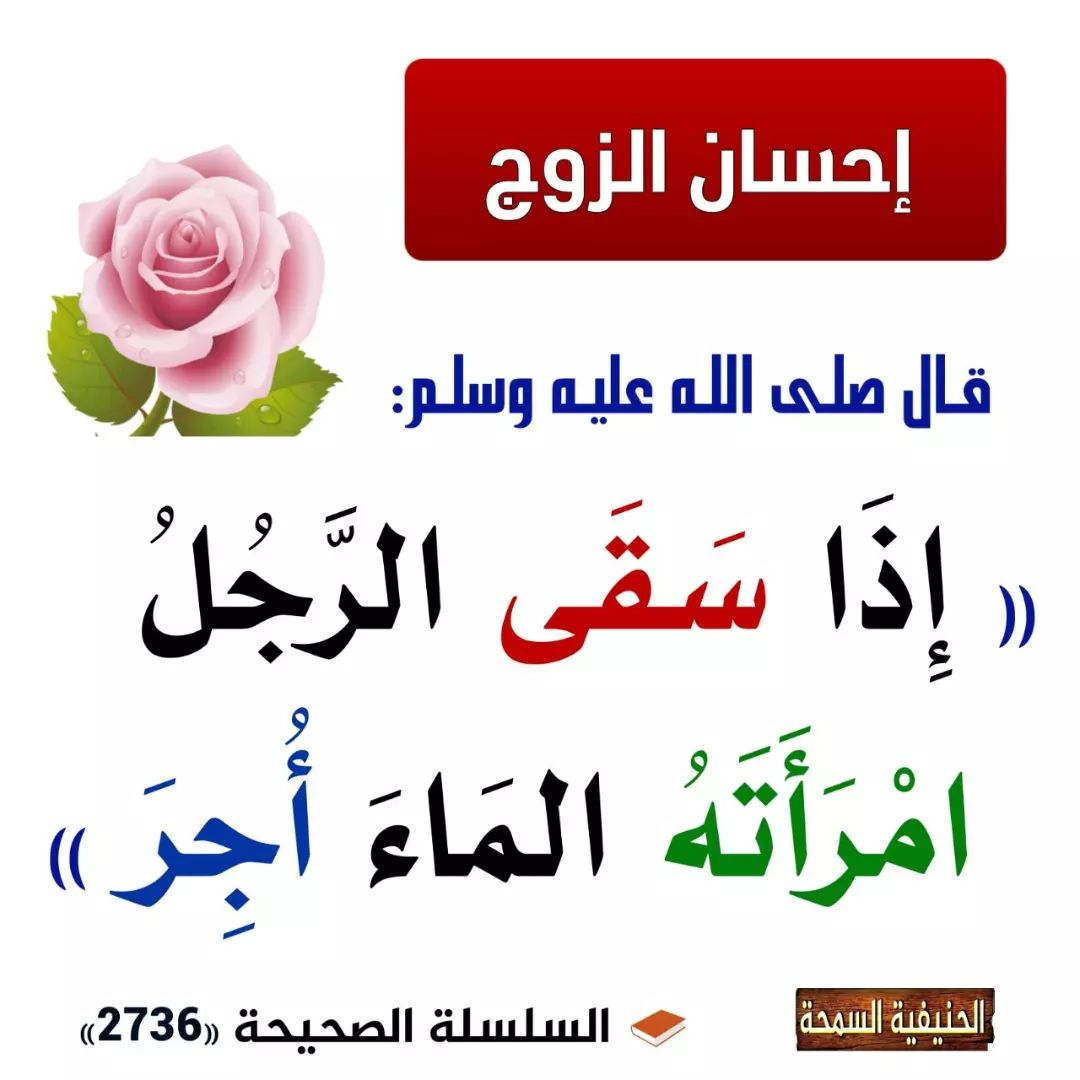 إحسان الزوج
قال صلى الله عليه وسلم:
(( إِذَا سَقَى الرَّجُلُ
امْرَأَتَهُ المَاءَ أُجِرَ ))
السلسلة الصحيحة ((2736))
الحنيفية السمحة